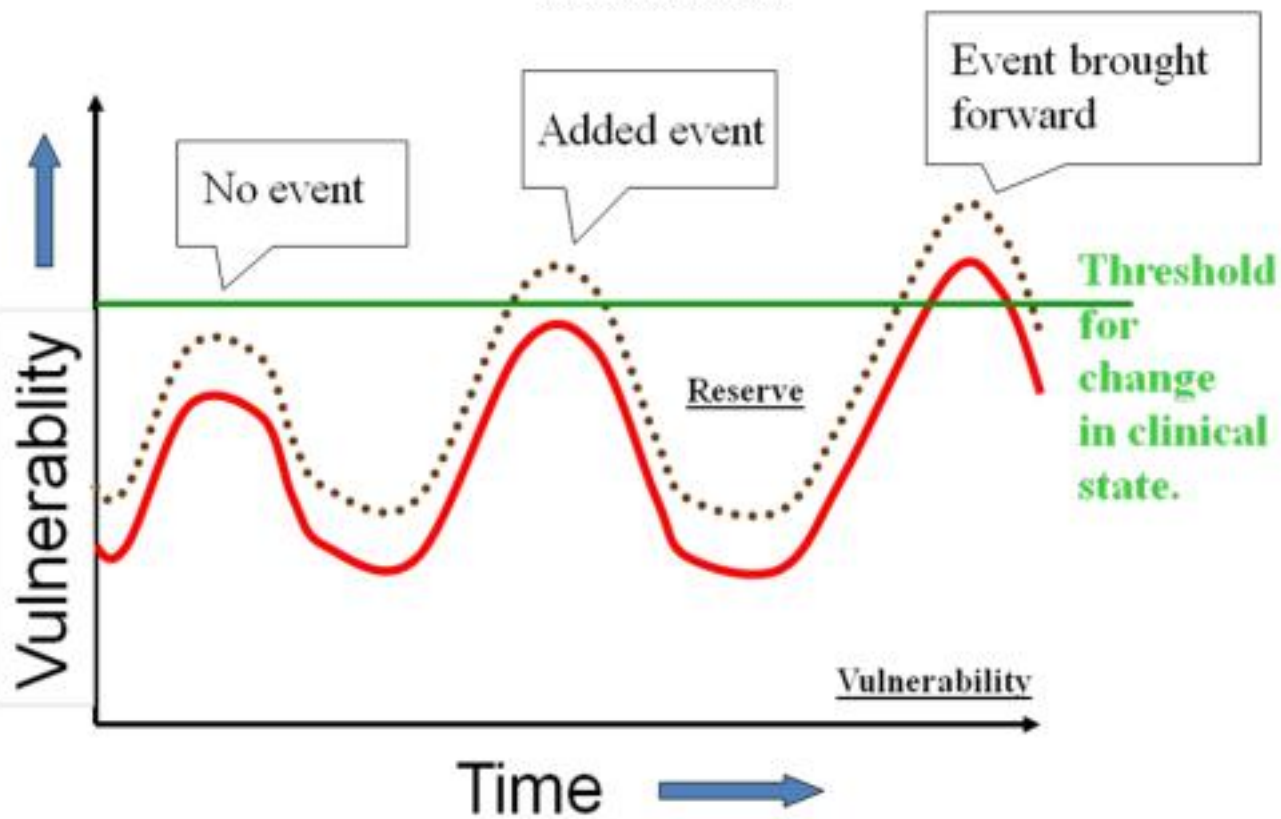 No event
Added event
Event brought
forward
Threshold
for
change
in clinical
state.
Reserve
Vulnerablity
Vulnerability
Time